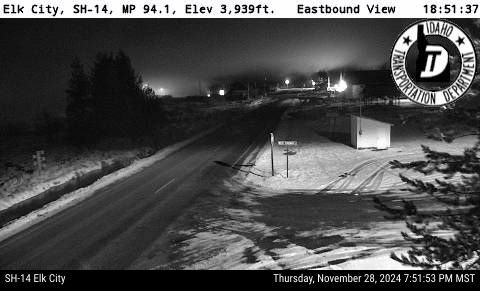 Elk City, SH-14, MP 94.1, Elev 3,939ft. Eastbound View 18:51:37
IDAHO
TRANSPORTATION DEPARTMENT
SH-14 Elk City Thursday, November 28, 2024 7:51:53 PM MST